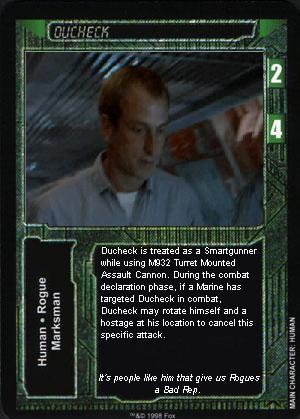 DUCHECK
2
4
Human • Rogue
Marksman
Ducheck is treated as a Smartgunner
while using M932 Turret Mounted
Assault Cannon. During the combat
declaration phase, if a Marine has
targeted Ducheck in combat,
Ducheck may rotate himself and a
hostage at his location to cancel this
specific attack.
It's people like him that give us Rogues
a Bad Rep.
MAIN CHARACTER: HUMAN
™&© 1998 Fox